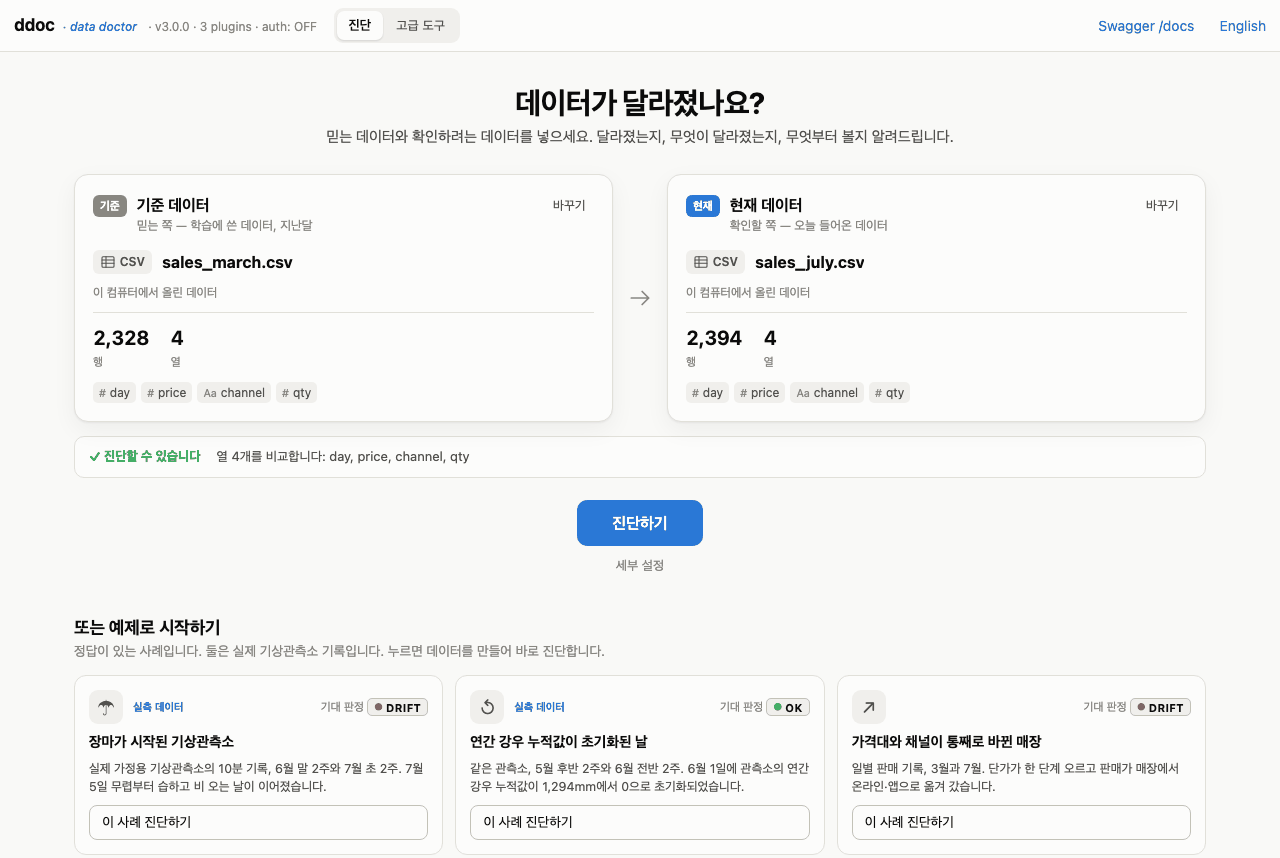 ddoc · data doctor · v3.0.0 · 3 plugins · auth: OFF 진단 고급 도구 Swagger /docs English
데이터가 달라졌나요?
믿는 데이터와 확인하려는 데이터를 넣으세요. 달라졌는지, 무엇이 달라졌는지, 무엇부터 볼지 알려드립니다.
기준 기준 데이터 바꾸기
믿는 쪽 — 학습에 쓴 데이터, 지난달
CSV sales_march.csv
이 컴퓨터에서 올린 데이터
2,328 4
행 열
# day # price Aa channel # qty
현재 현재 데이터 바꾸기
확인할 쪽 — 오늘 들어온 데이터
CSV sales_july.csv
이 컴퓨터에서 올린 데이터
2,394 4
행 열
# day # price Aa channel # qty
진단할 수 있습니다 열 4개를 비교합니다: day, price, channel, qty
진단하기
세부 설정
또는 예제로 시작하기
정답이 있는 사례입니다. 둘은 실제 기상관측소 기록입니다. 누르면 데이터를 만들어 바로 진단합니다.
실측 데이터 기대 판정 DRIFT
장마가 시작된 기상관측소
실제 가정용 기상관측소의 10분 기록, 6월 말 2주와 7월 초 2주. 7월
5일 무렵부터 습하고 비 오는 날이 이어졌습니다.
이 사례 진단하기
실측 데이터 기대 판정 OK
연간 강우 누적값이 초기화된 날
같은 관측소, 5월 후반 2주와 6월 전반 2주. 6월 1일에 관측소의 연간
강우 누적값이 1,294mm에서 0으로 초기화되었습니다.
이 사례 진단하기
기대 판정 DRIFT
가격대와 채널이 통째로 바뀐 매장
일별 판매 기록, 3월과 7월. 단가가 한 단계 오르고 판매가 매장에서
온라인·앱으로 옮겨 갔습니다.
이 사례 진단하기